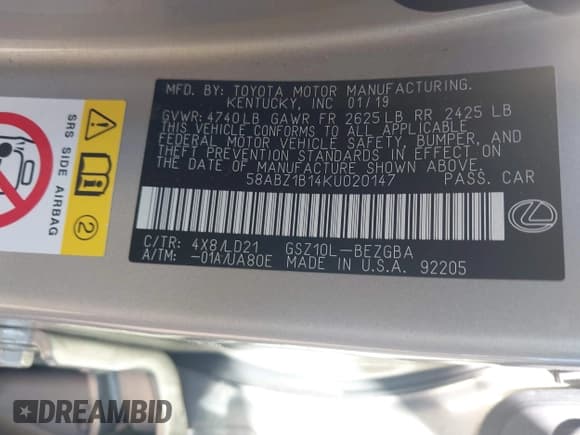 MFD. BY: TOYOTA MOTOR MANUFACTURING.
KENTUCKY, INC 01/19
GVWR: 4740LB GAWR FR 2625LB RR 2425 LB
THIS VEHICLE CONFORMS TO ALL APPLICABLE
FEDERAL MOTOR VEHICLE SAFETY, BUMPER, AND
THEFT PREVENTION STANDARDS IN EFFECT ON
THE DATE OF MANUFACTURE SHOWN ABOVE.
58ABZ1B14KU020147 PASS. CAR
C/TR: 4X8/LD21 GSZ10L-BEZGBA
A/TM: -01A/UA80E MADE IN U.S.A. 92205
SRS SIDE AIRBAG
2
DREAMBID